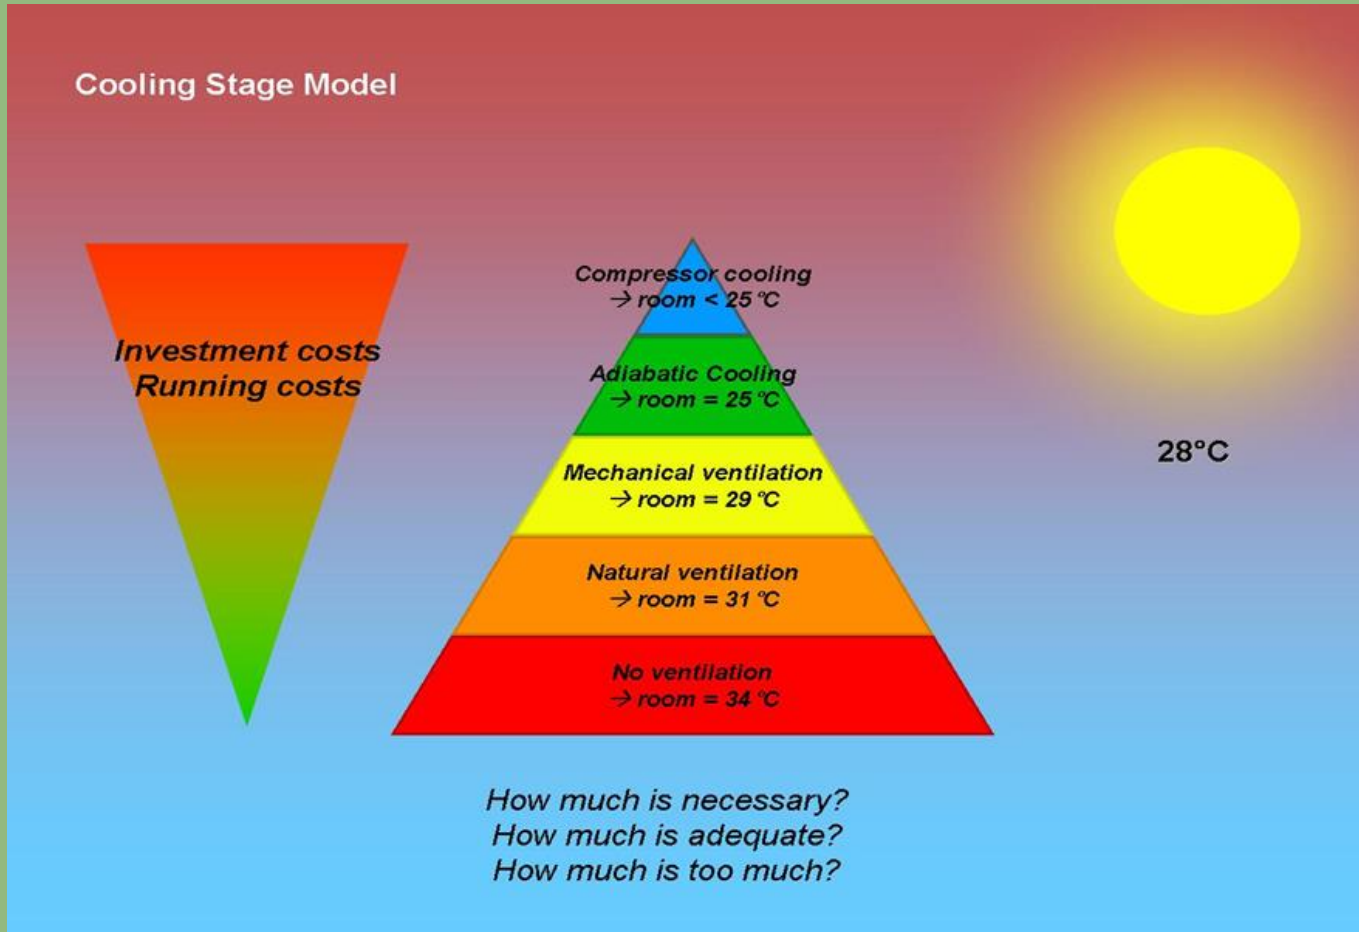 Cooling Stage Model
Investment costs
Running costs
Compressor cooling
→ room < 25 °C
Adiabatic Cooling
→ room = 25 °C
Mechanical ventilation
→ room = 29 °C
Natural ventilation
→ room = 31 °C
No ventilation
→ room = 34 °C
28°C
How much is necessary?
How much is adequate?
How much is too much?